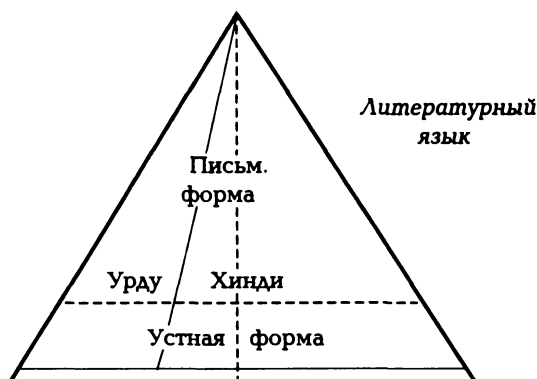 Литературный
язык
Письм.
форма
Урду Хинди
Устная форма